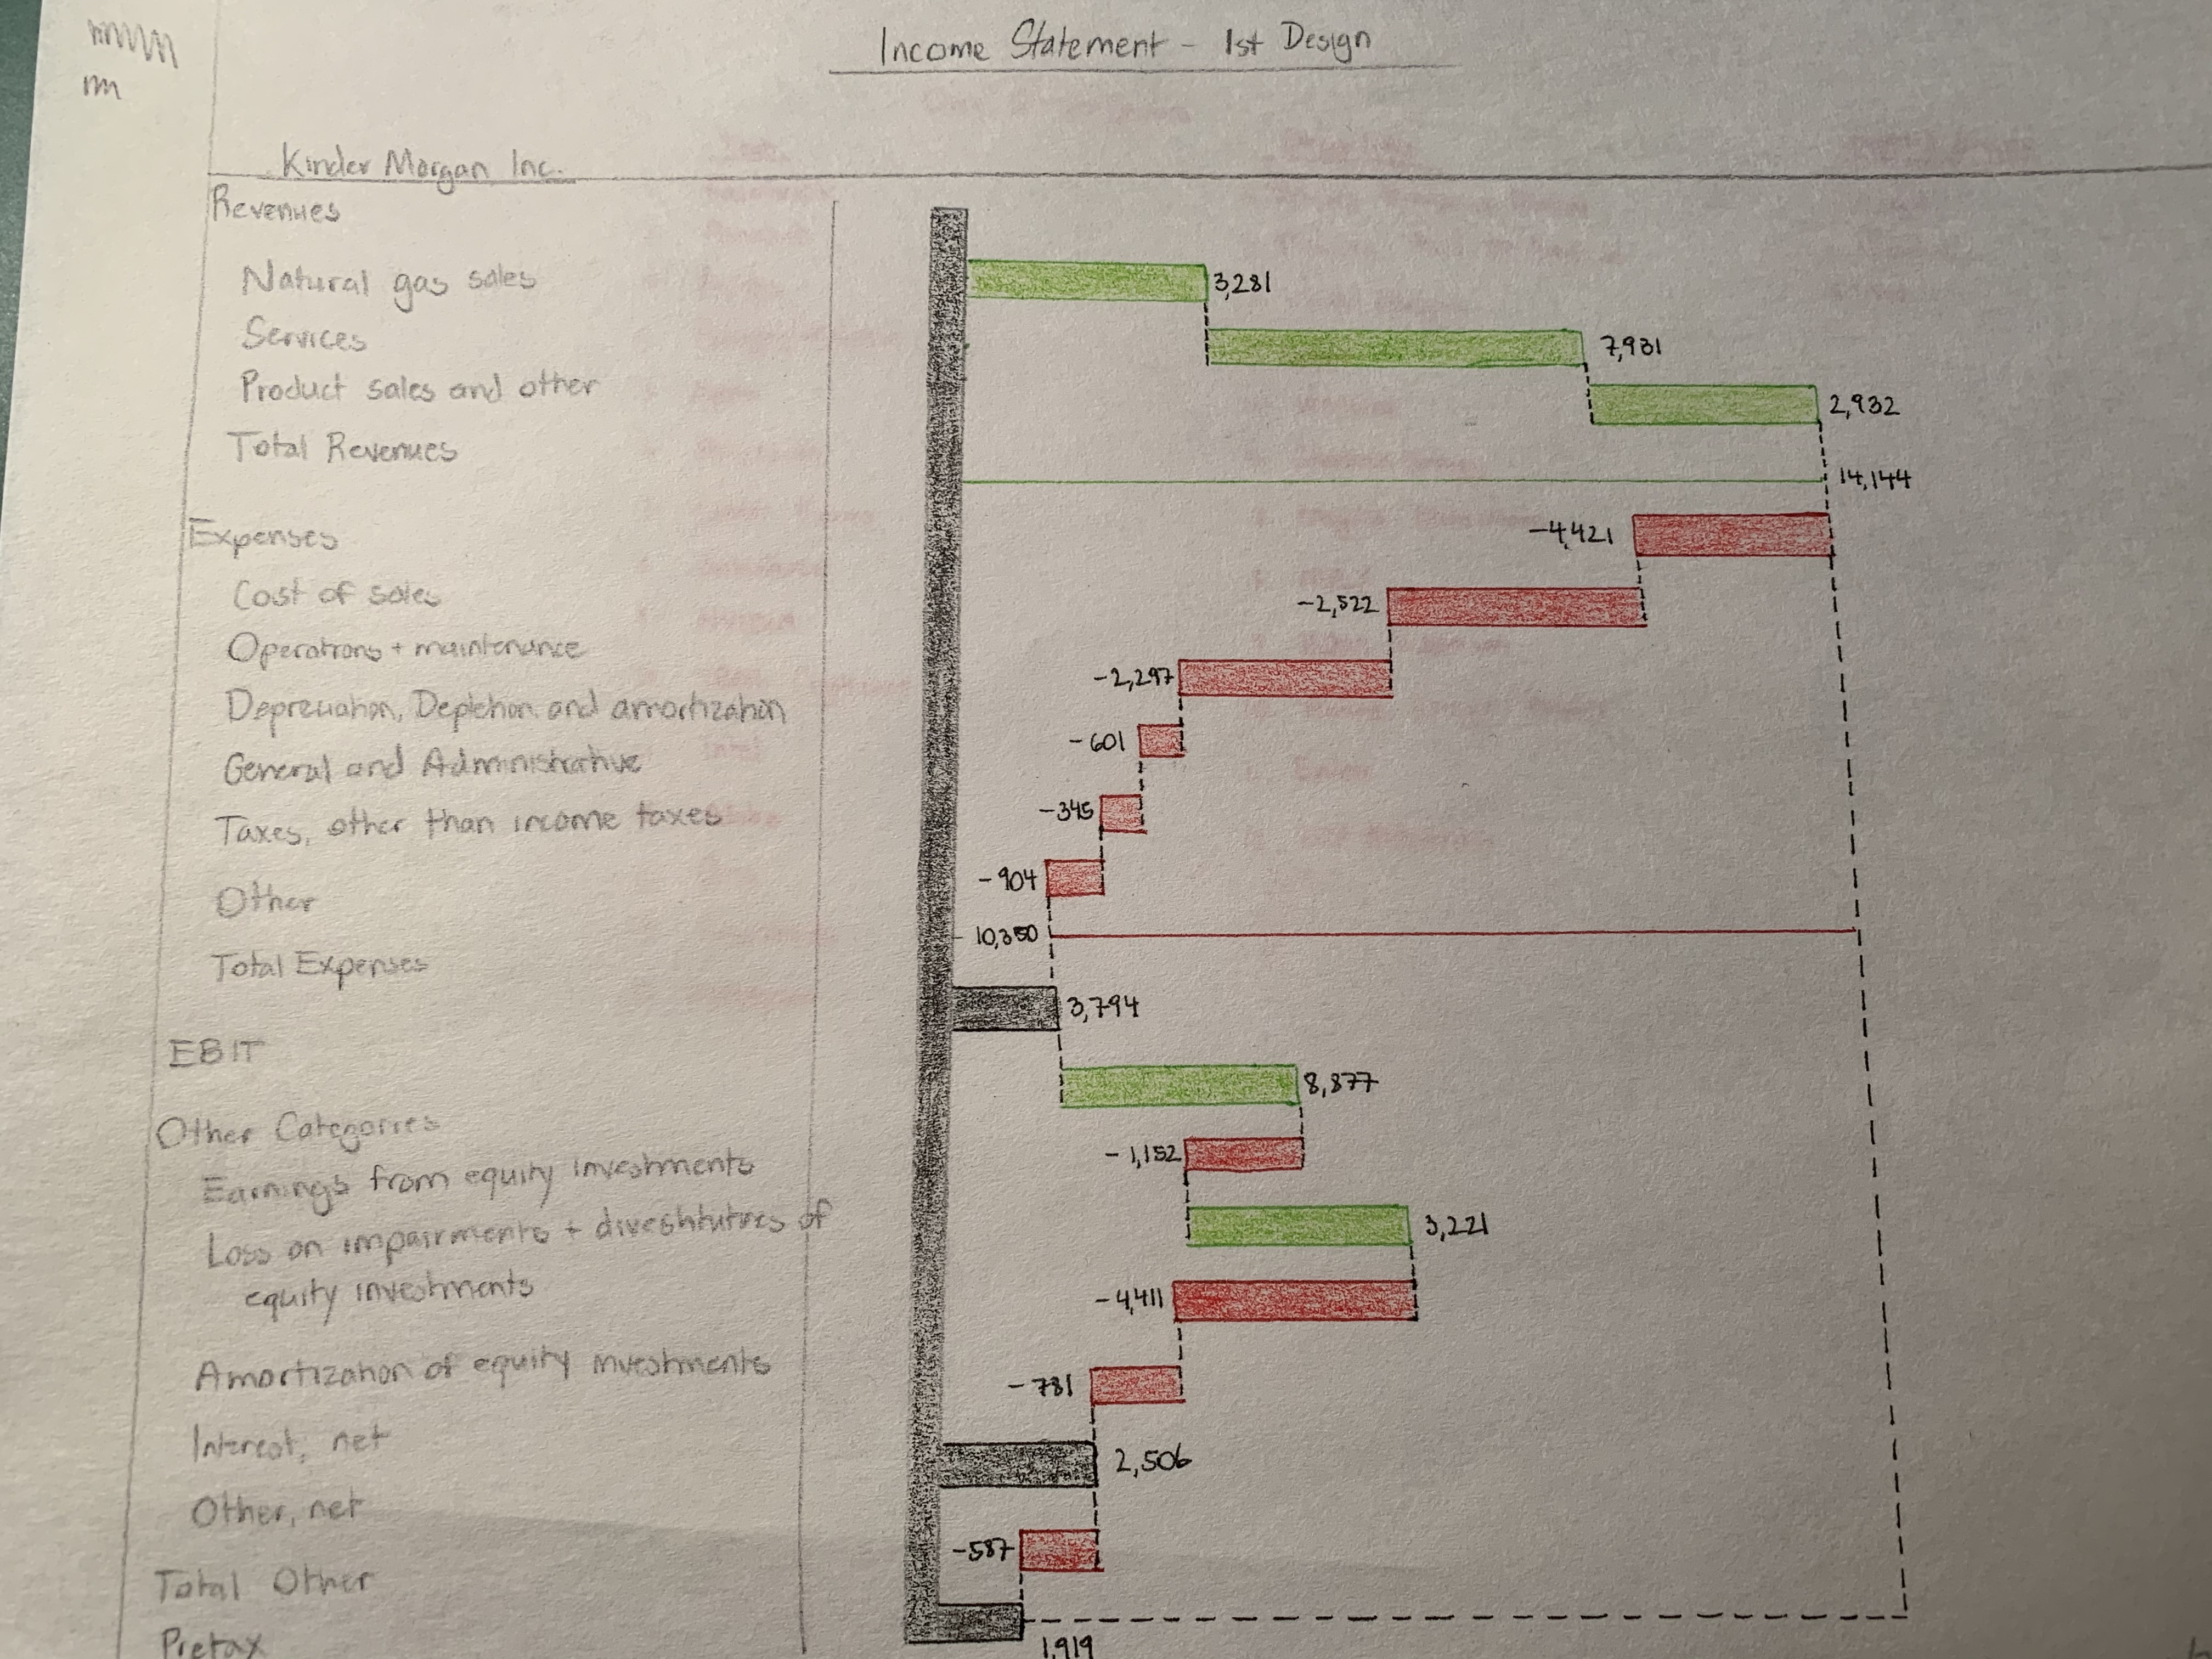 Income Statement - 1st Design
Kinder Morgan Inc.
Revenues
Natural gas sales
3,281
Services
7,931
Product sales and other
2,932
Total Revenues
14,144
Expenses
Cost of sales
-4,421
Operations + maintenance
-2,522
Depreciation, Depletion and amortization
-2,297
General and Administrative
-601
Taxes, other than income taxes
-345
Other
-904
Total Expenses
-10,350
EBIT
3,794
Other Categories
Earnings from equity investments
8,877
Loss on impairments + divestitures of
equity investments
-1,152
3,221
Amortization of equity investments
-4,411
Interest, net
-781
Other, net
2,506
Total Other
-587
Pretax
1,919